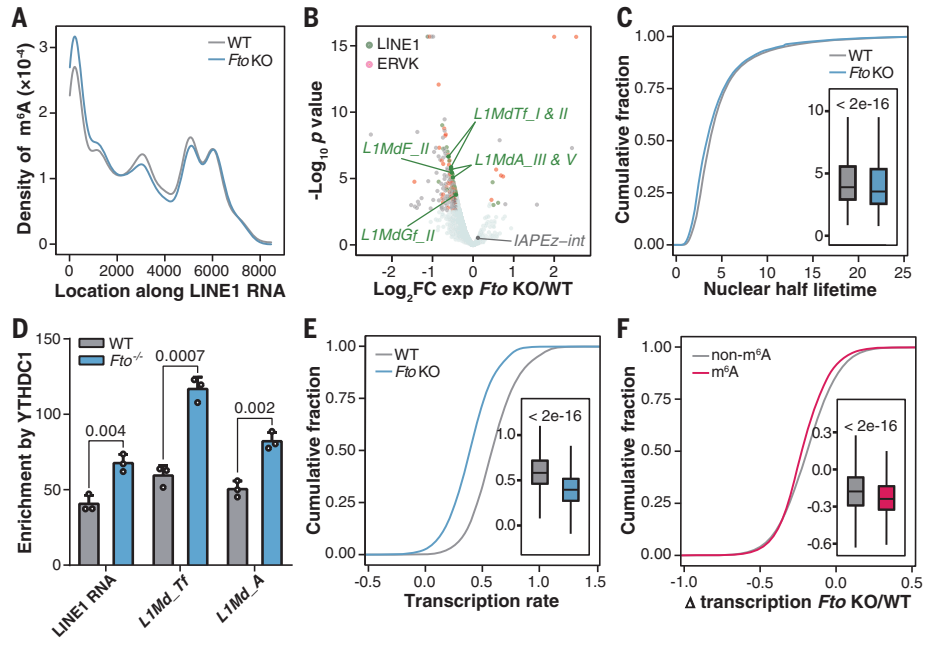 A
Density of m⁶A (×10⁻⁴)
3
2
1
0
WT
Fto KO
0 2000 4000 6000 8000
Location along LINE1 RNA
B
-Log₁₀ p value
15
10
5
0
LINE1
ERVK
L1MdTf_I & II
L1MdF_II
L1MdA_III & V
L1MdGf_II
IAPEz-int
-2 -1 0 1 2
Log₂FC exp Fto KO/WT
C
Cumulative fraction
1.00
0.75
0.50
0.25
0.00
WT
Fto KO
< 2e-16
10
5
0
0 5 10 15 20 25
Nuclear half lifetime
D
Enrichment by YTHDC1
150
100
50
0
WT
Fto⁻/⁻
0.004
0.0007
0.002
LINE1 RNA
L1Md_Tf
L1Md_A
E
Cumulative fraction
1.00
0.75
0.50
0.25
0.00
WT
Fto KO
< 2e-16
1.0
0.5
0.0
-0.5 0.0 0.5 1.0 1.5
Transcription rate
F
Cumulative fraction
1.00
0.75
0.50
0.25
0.00
non-m⁶A
m⁶A
< 2e-16
0.3
0.0
-0.3
-0.6
-1.0 -0.5 0.0 0.5
Δ transcription Fto KO/WT